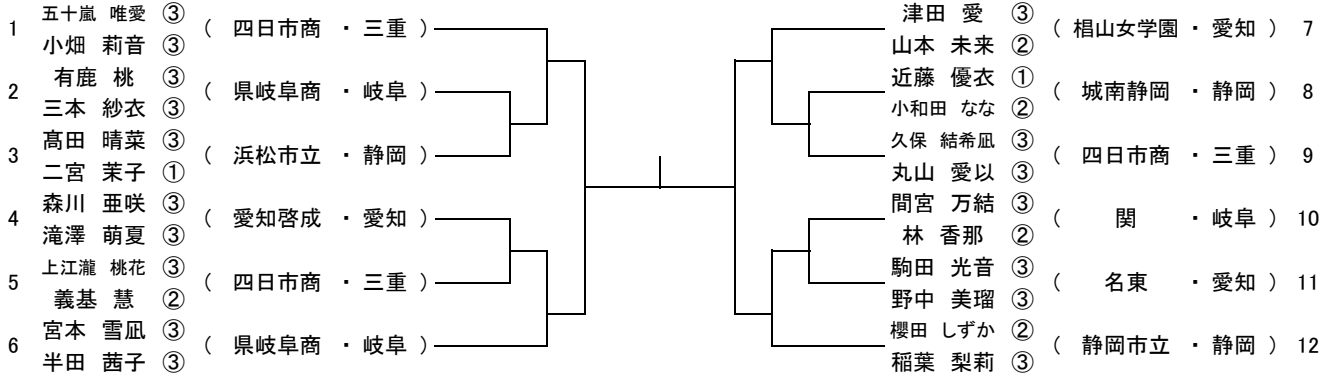 五十嵐 唯愛 ③
1 ( 四日市商 ・ 三重 )
小畑 莉音 ③
有鹿 桃 ③
2 ( 県岐阜商 ・ 岐阜 )
三本 紗衣 ③
髙田 晴菜 ③
3 ( 浜松市立 ・ 静岡 )
二宮 茉子 ①
森川 亜咲 ③
4 ( 愛知啓成 ・ 愛知 )
滝澤 萌夏 ③
上江瀧 桃花 ③
5 ( 四日市商 ・ 三重 )
義基 慧 ②
宮本 雪凪 ③
6 ( 県岐阜商 ・ 岐阜 )
半田 茜子 ③
津田 愛 ③
( 椙山女学園 ・ 愛知 ) 7
山本 未来 ②
近藤 優衣 ①
( 城南静岡 ・ 静岡 ) 8
小和田 なな ②
久保 結希凪 ③
( 四日市商 ・ 三重 ) 9
丸山 愛以 ③
間宮 万結 ③
( 関 ・ 岐阜 ) 10
林 香那 ②
駒田 光音 ③
( 名東 ・ 愛知 ) 11
野中 美瑠 ③
櫻田 しずか ②
( 静岡市立 ・ 静岡 ) 12
稲葉 梨莉 ③